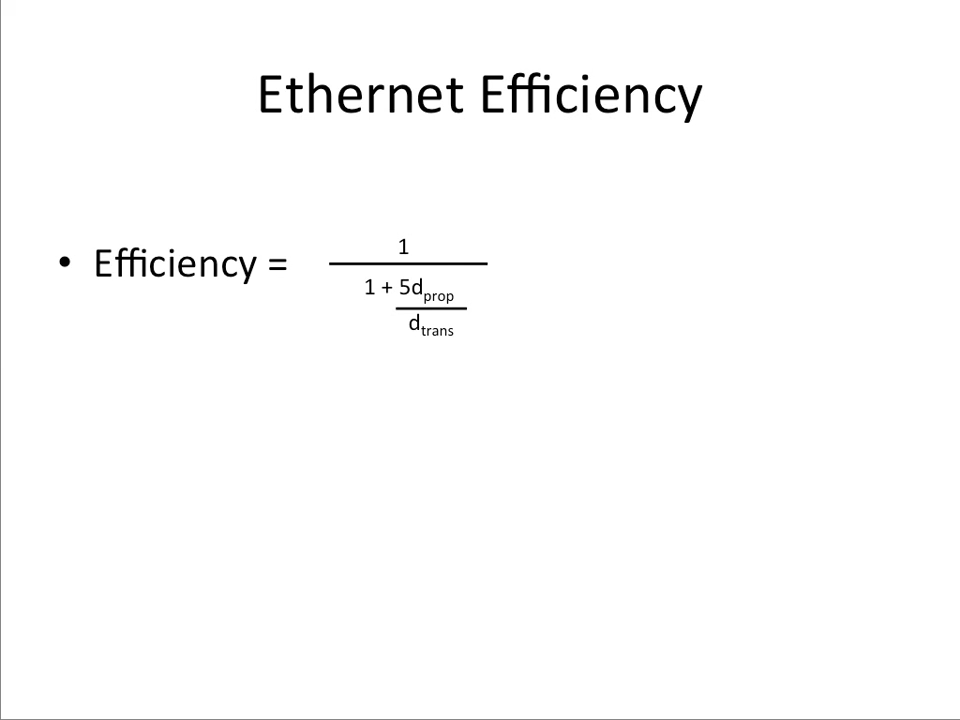 Ethernet Efficiency
• Efficiency =
1
1 + 5dprop
dtrans